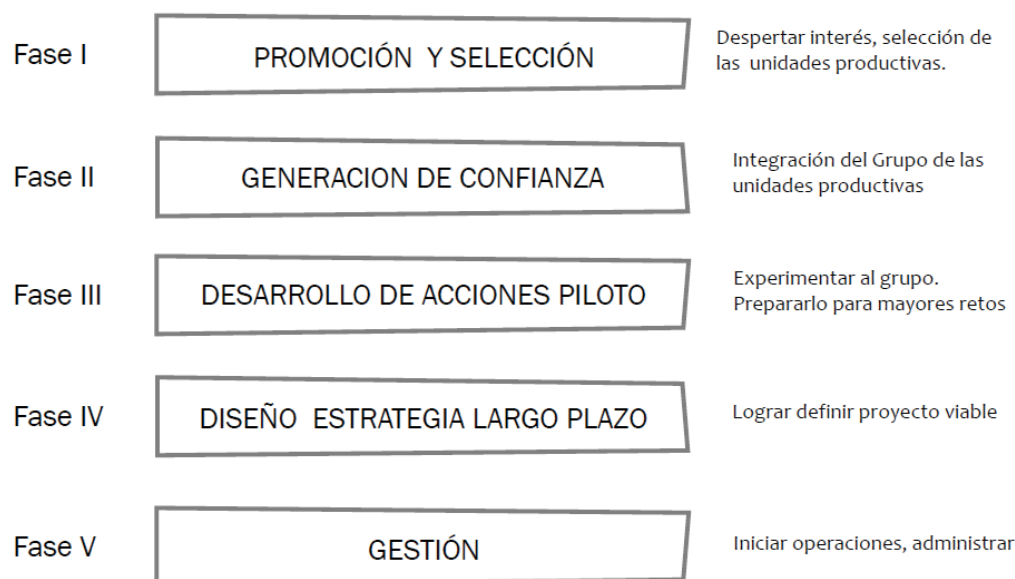 Fase I
PROMOCIÓN Y SELECCIÓN
Despertar interés, selección de
las unidades productivas.
Fase II
GENERACION DE CONFIANZA
Integración del Grupo de las
unidades productivas
Fase III
DESARROLLO DE ACCIONES PILOTO
Experimentar al grupo.
Prepararlo para mayores retos
Fase IV
DISEÑO ESTRATEGIA LARGO PLAZO
Lograr definir proyecto viable
Fase V
GESTIÓN
Iniciar operaciones, administrar